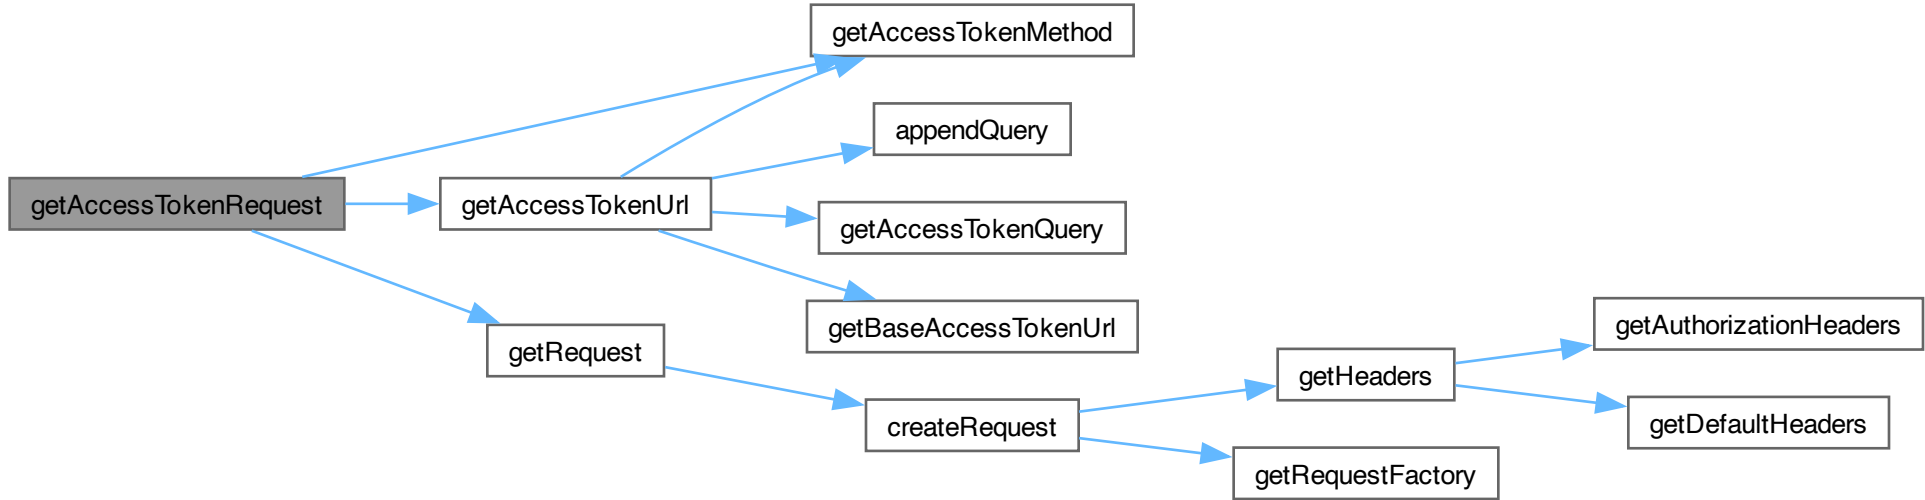 getAccessTokenMethod
appendQuery
getAccessTokenRequest
getAccessTokenUrl
getAccessTokenQuery
getBaseAccessTokenUrl
getAuthorizationHeaders
getRequest
getHeaders
createRequest
getDefaultHeaders
getRequestFactory